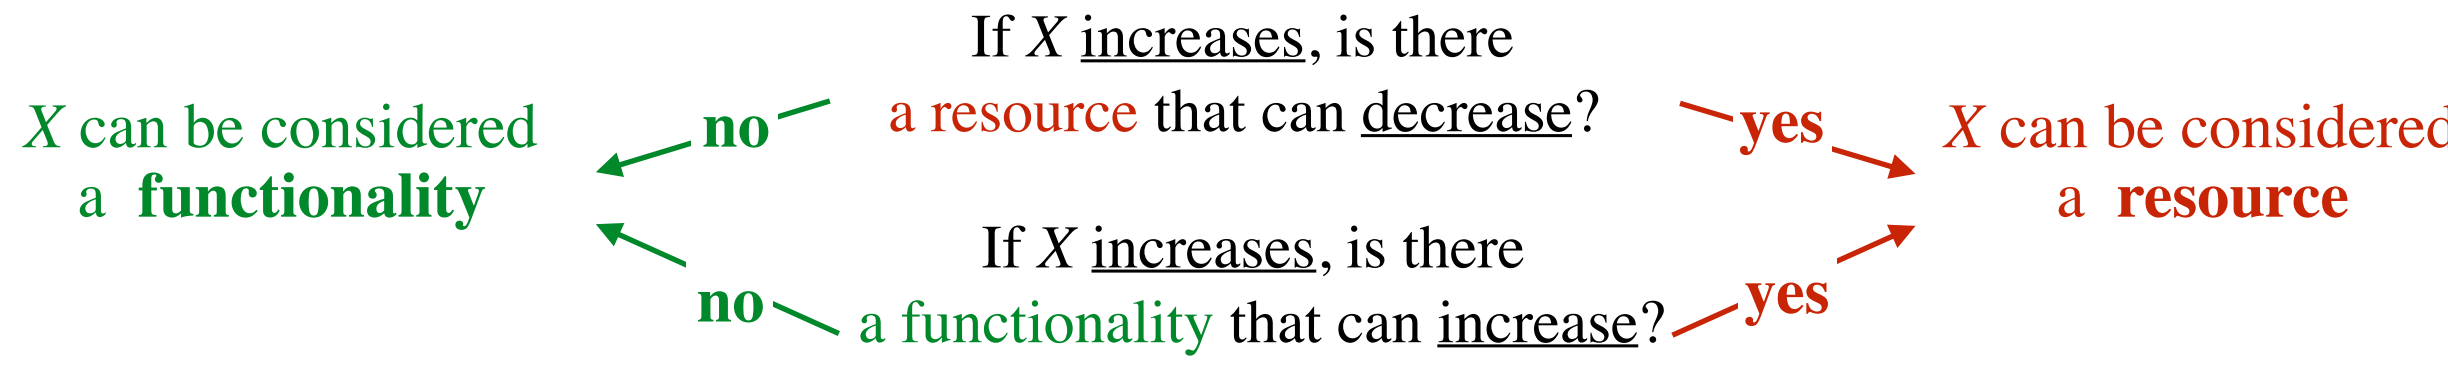 X can be considered
a functionality
no
no
If X increases, is there
a resource that can decrease?
If X increases, is there
a functionality that can increase?
yes
yes
X can be considered
a resource